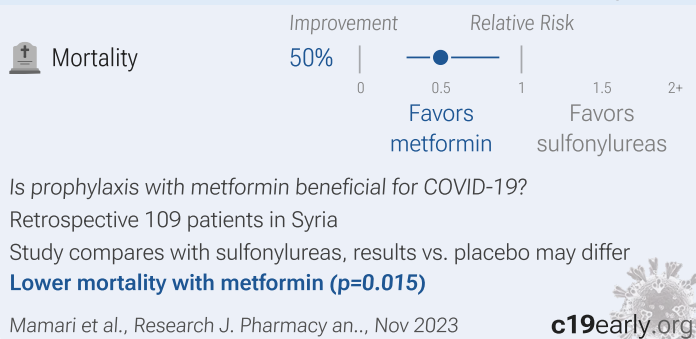 Improvement Relative Risk
Mortality 50%
0 0.5 1 1.5 2+
Favors metformin Favors sulfonylureas
Is prophylaxis with metformin beneficial for COVID-19?
Retrospective 109 patients in Syria
Study compares with sulfonylureas, results vs. placebo may differ
Lower mortality with metformin (p=0.015)
Mamari et al., Research J. Pharmacy an.., Nov 2023 c19early.org